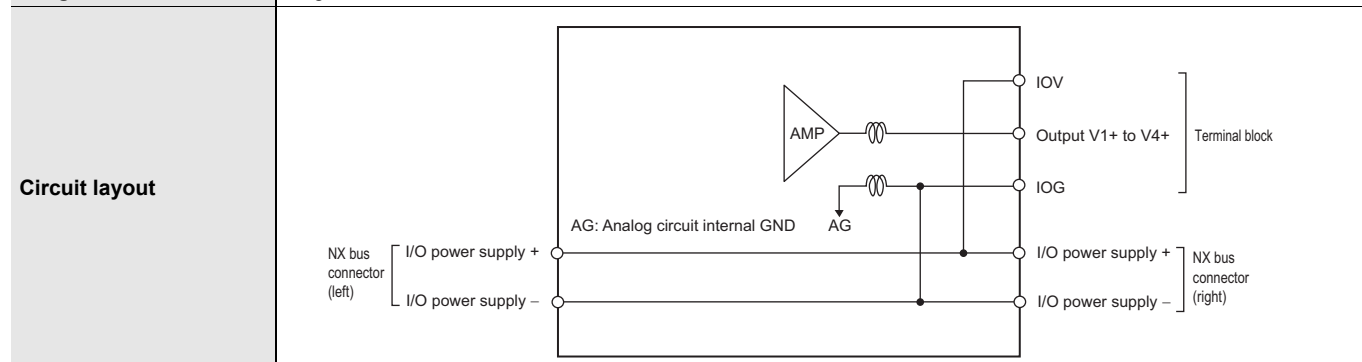 Circuit layout
IOV
AMP
Output V1+ to V4+
Terminal block
IOG
AG: Analog circuit internal GND
AG
NX bus
connector
(left)
I/O power supply +
I/O power supply −
I/O power supply +
I/O power supply −
NX bus
connector
(right)